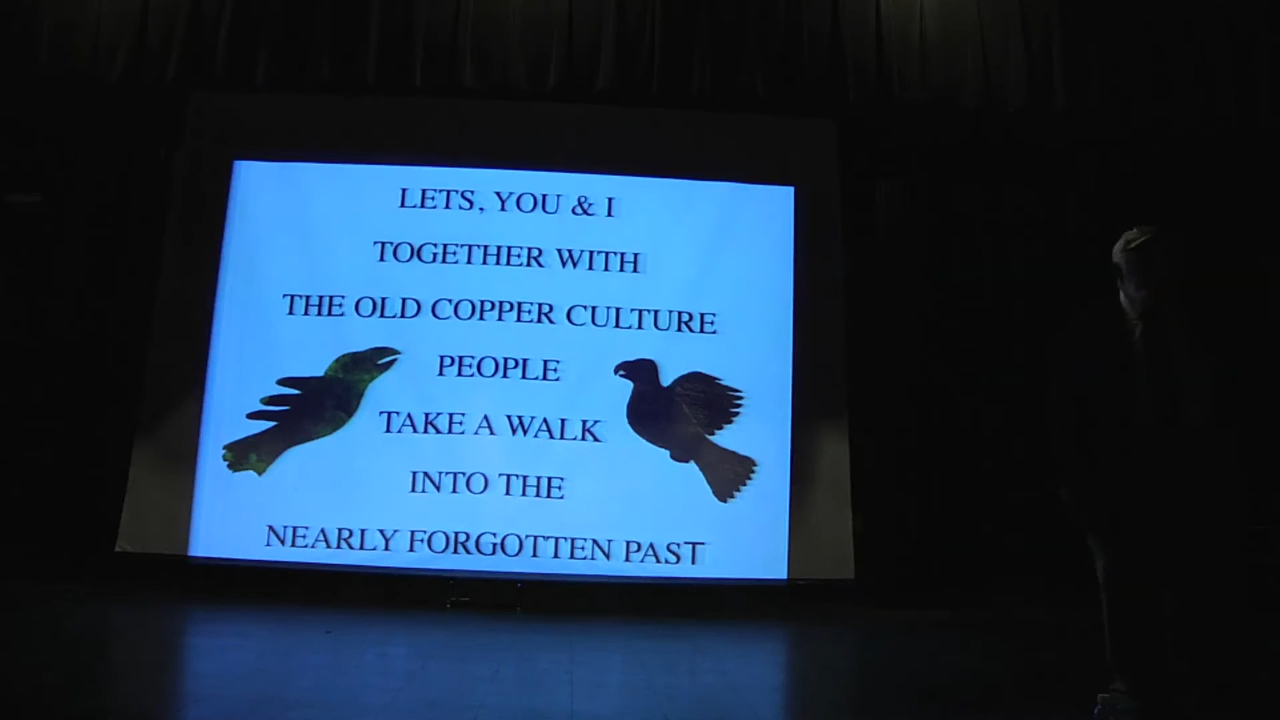 LETS, YOU & I
TOGETHER WITH
THE OLD COPPER CULTURE
PEOPLE
TAKE A WALK
INTO THE
NEARLY FORGOTTEN PAST